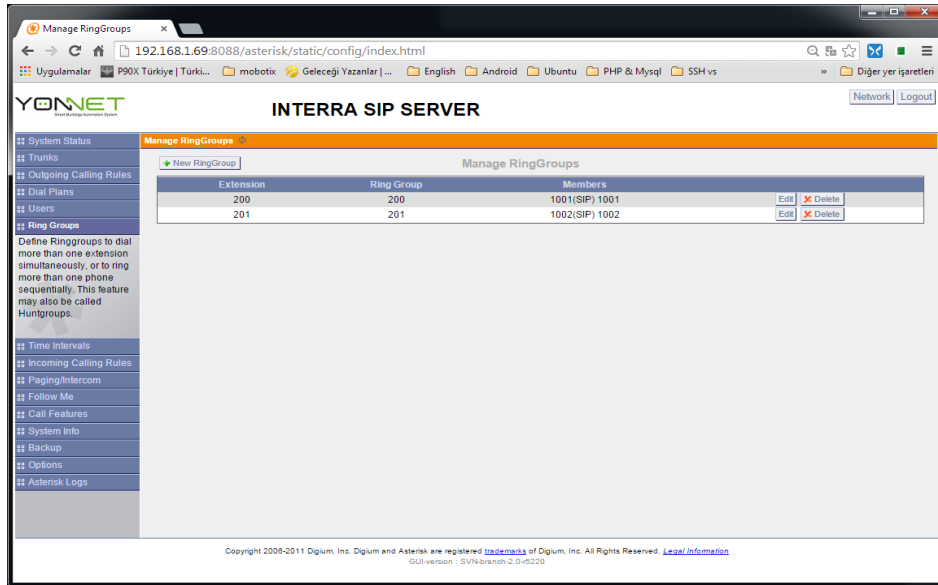 Manage RingGroups
192.168.1.69:8088/asterisk/static/config/index.html
Uygulamalar P90X Türkiye | Türki... mobotix Geleceği Yazanlar | ... English Android Ubuntu PHP & Mysql SSH vs » Diğer yer işaretleri
YONNET
Smart Buildings Automation System
INTERRA SIP SERVER
Network Logout
System Status
Trunks
Outgoing Calling Rules
Dial Plans
Users
Ring Groups
Define Ringgroups to dial
more than one extension
simultaneously, or to ring
more than one phone
sequentially. This feature
may also be called
Huntgroups.
Time Intervals
Incoming Calling Rules
Paging/Intercom
Follow Me
Call Features
System Info
Backup
Options
Asterisk Logs
Manage RingGroups
New RingGroup
Manage RingGroups
Extension Ring Group Members
200 200 1001(SIP) 1001 Edit Delete
201 201 1002(SIP) 1002 Edit Delete
Copyright 2006-2011 Digium, Inc. Digium and Asterisk are registered trademarks of Digium, Inc. All Rights Reserved. Legal Information
GUI-version : SVN-branch-2.0-r5220